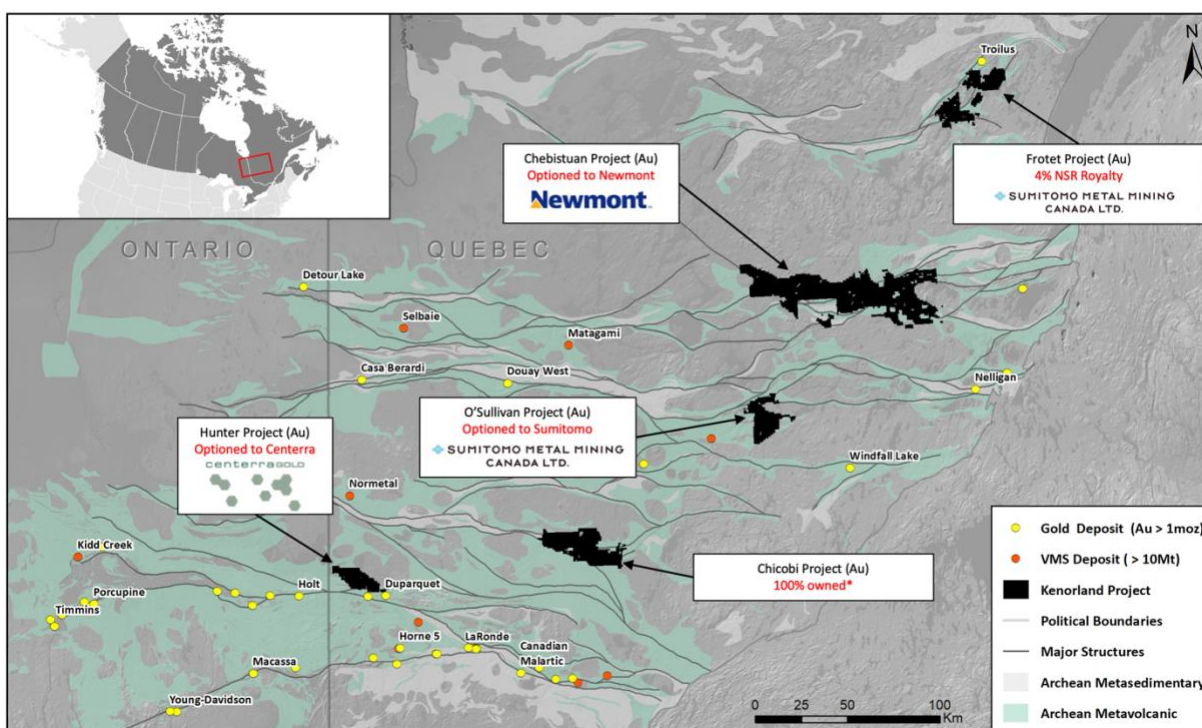 N
Troilus
Chebistuan Project (Au)
Optioned to Newmont
Newmont™
Frotet Project (Au)
4% NSR Royalty
SUMITOMO METAL MINING
CANADA LTD.
ONTARIO
QUEBEC
Detour Lake
Selbaie
Matagami
Casa Berardi
Douay West
Nelligan
O'Sullivan Project (Au)
Optioned to Sumitomo
SUMITOMO METAL MINING
CANADA LTD.
Hunter Project (Au)
Optioned to Centerra
centerraGOLD
Windfall Lake
Normetal
Kidd Creek
Chicobi Project (Au)
100% owned*
Holt
Duparquet
Porcupine
Timmins
Horne 5
LaRonde
Canadian
Malartic
Macassa
Young-Davidson
Gold Deposit (Au > 1moz)
VMS Deposit ( > 10Mt)
Kenorland Project
Political Boundaries
Major Structures
Archean Metasedimentary
Archean Metavolcanic
0 25 50 100
Km